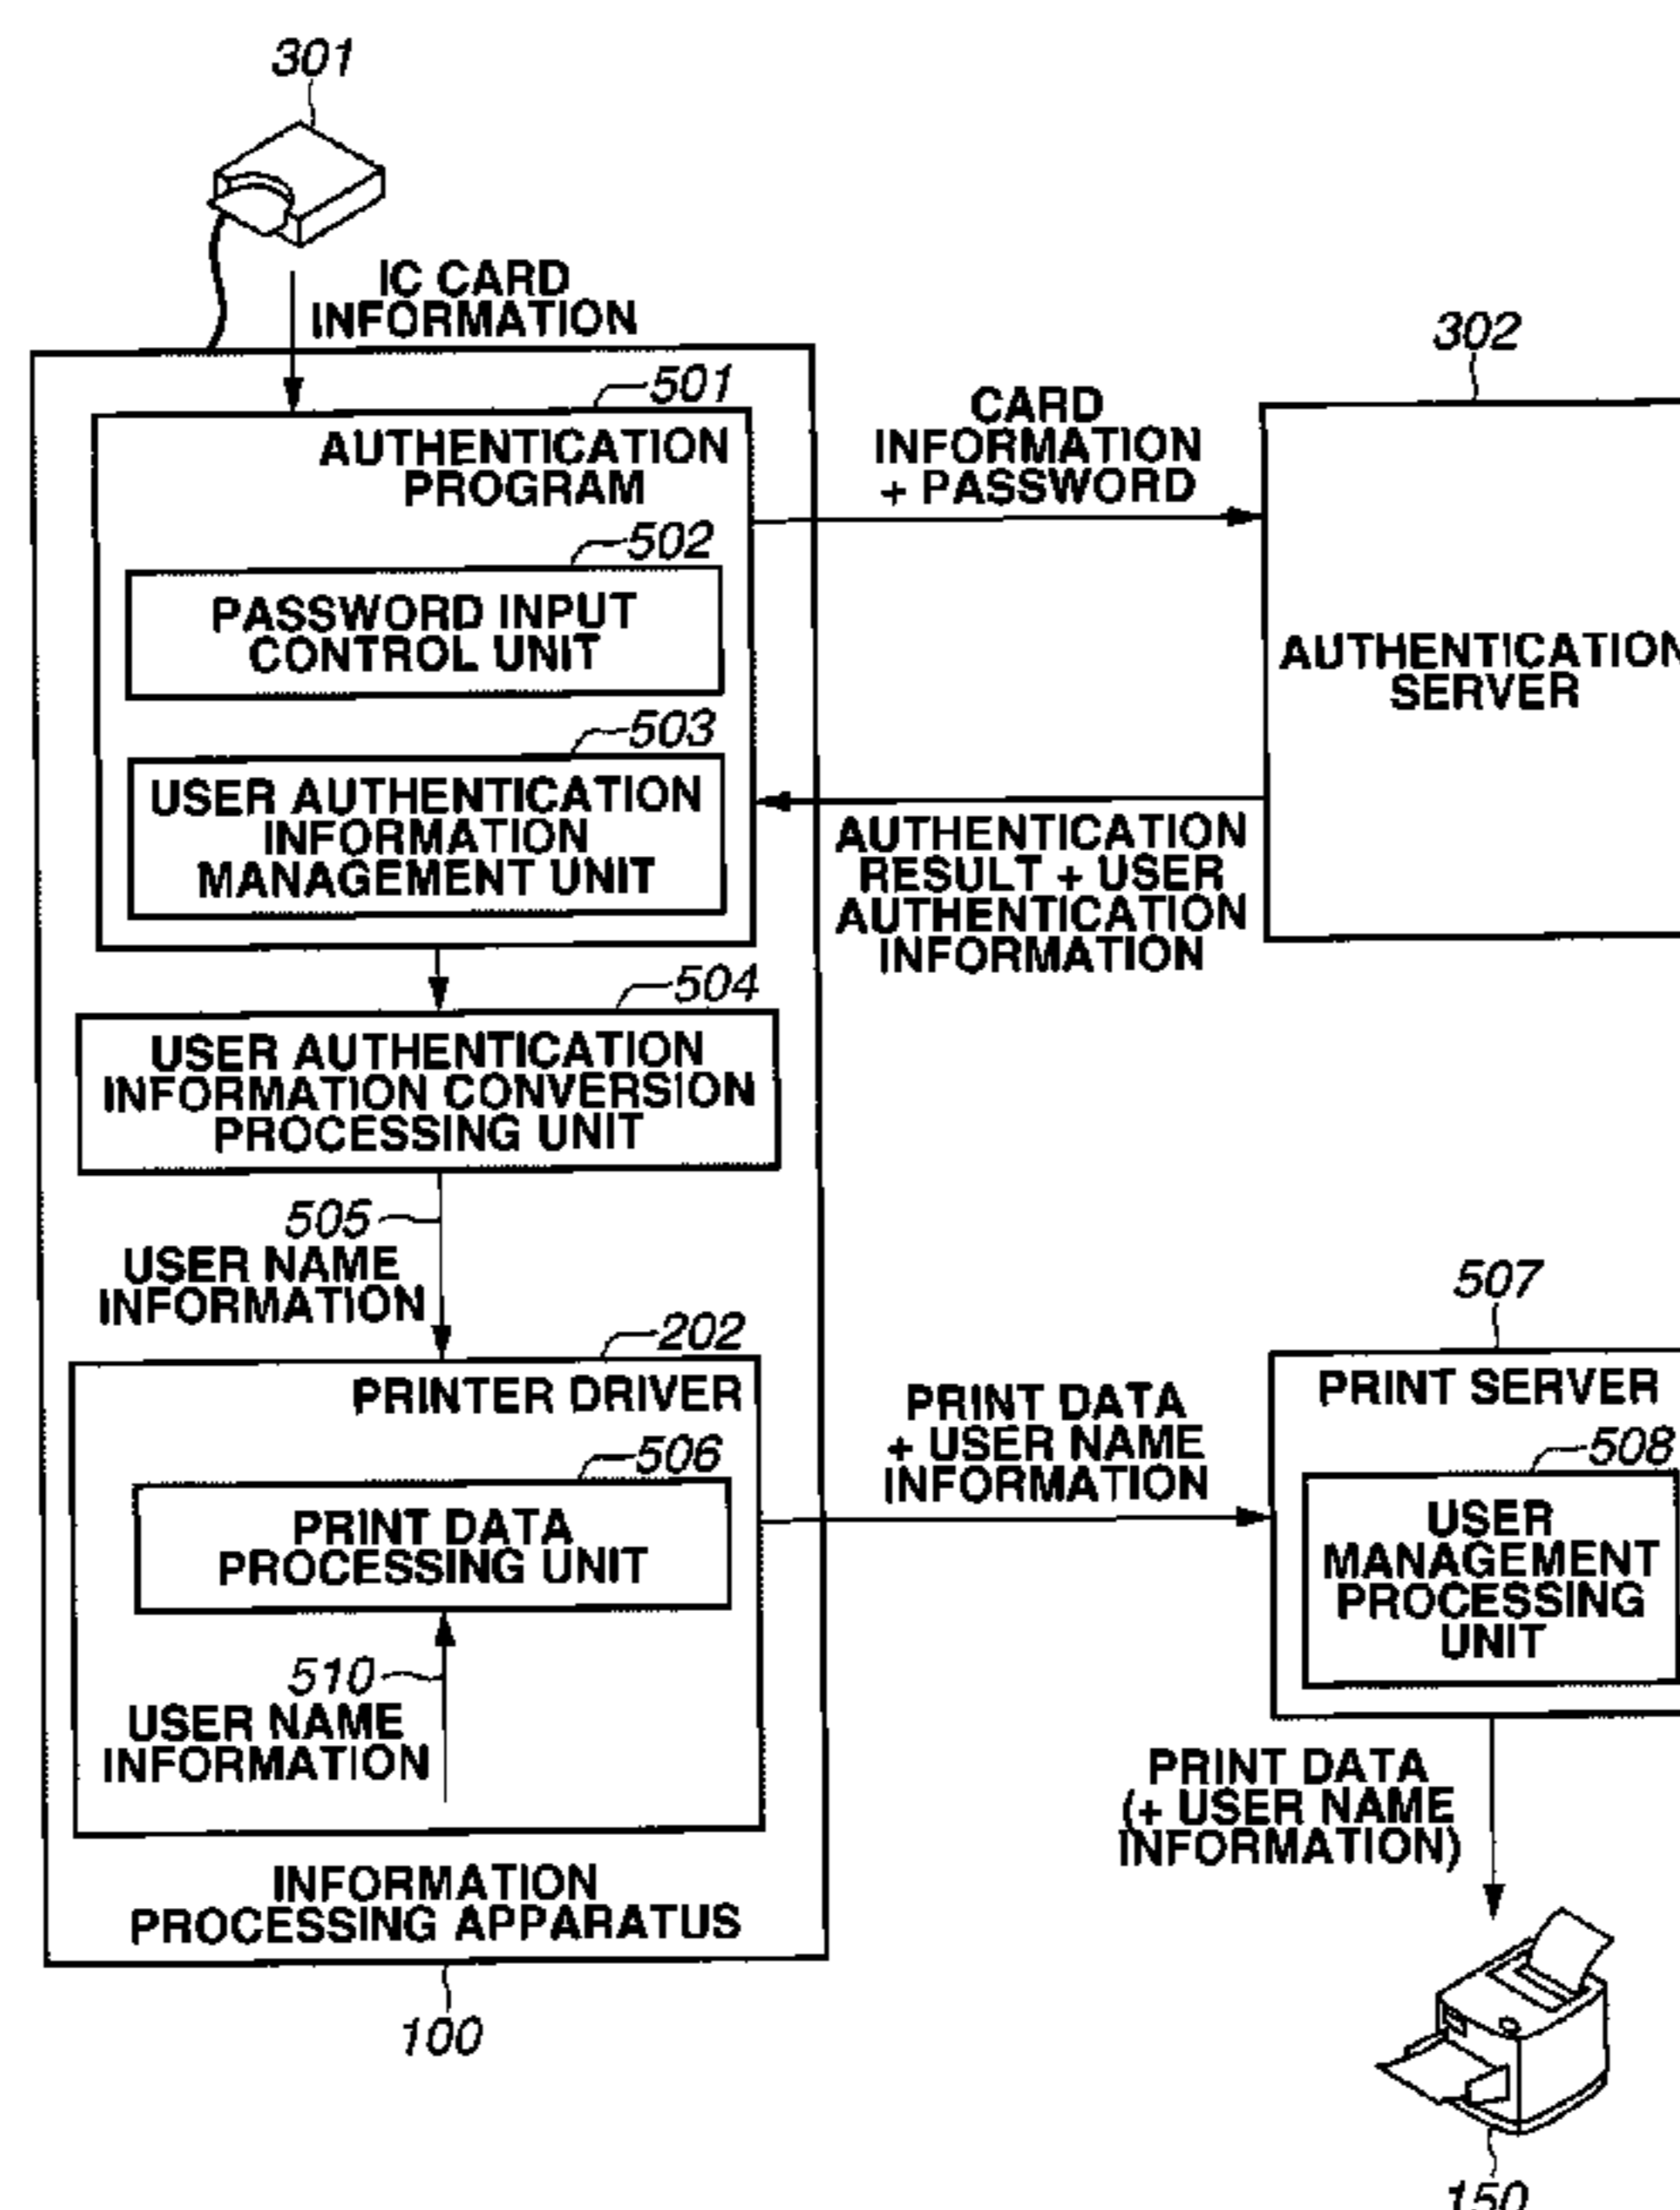 301
IC CARD
INFORMATION
501
AUTHENTICATION
PROGRAM
502
PASSWORD INPUT
CONTROL UNIT
503
USER AUTHENTICATION
INFORMATION
MANAGEMENT UNIT
CARD
INFORMATION
+ PASSWORD
302
AUTHENTICATION
SERVER
AUTHENTICATION
RESULT + USER
AUTHENTICATION
INFORMATION
504
USER AUTHENTICATION
INFORMATION CONVERSION
PROCESSING UNIT
505
USER NAME
INFORMATION
202
PRINTER DRIVER
506
PRINT DATA
PROCESSING UNIT
510
USER NAME
INFORMATION
INFORMATION
PROCESSING APPARATUS
100
PRINT DATA
+ USER NAME
INFORMATION
507
PRINT SERVER
508
USER
MANAGEMENT
PROCESSING
UNIT
PRINT DATA
(+ USER NAME
INFORMATION)
150